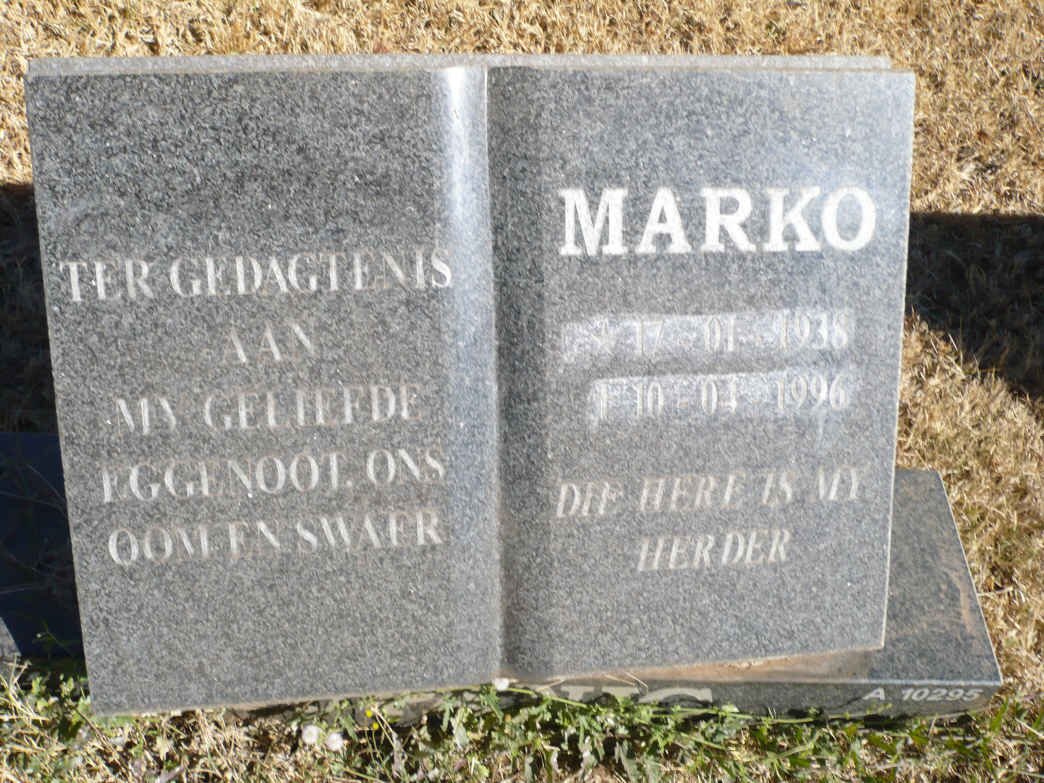 TER GEDAGTENIS
AAN
MY GELIEFDE
EGGENOOT, ONS
OOM EN SWAER
MARKO
* 17-01-1938
† 10-04-1996
DIE HERE IS MY
HERDER
A 10295